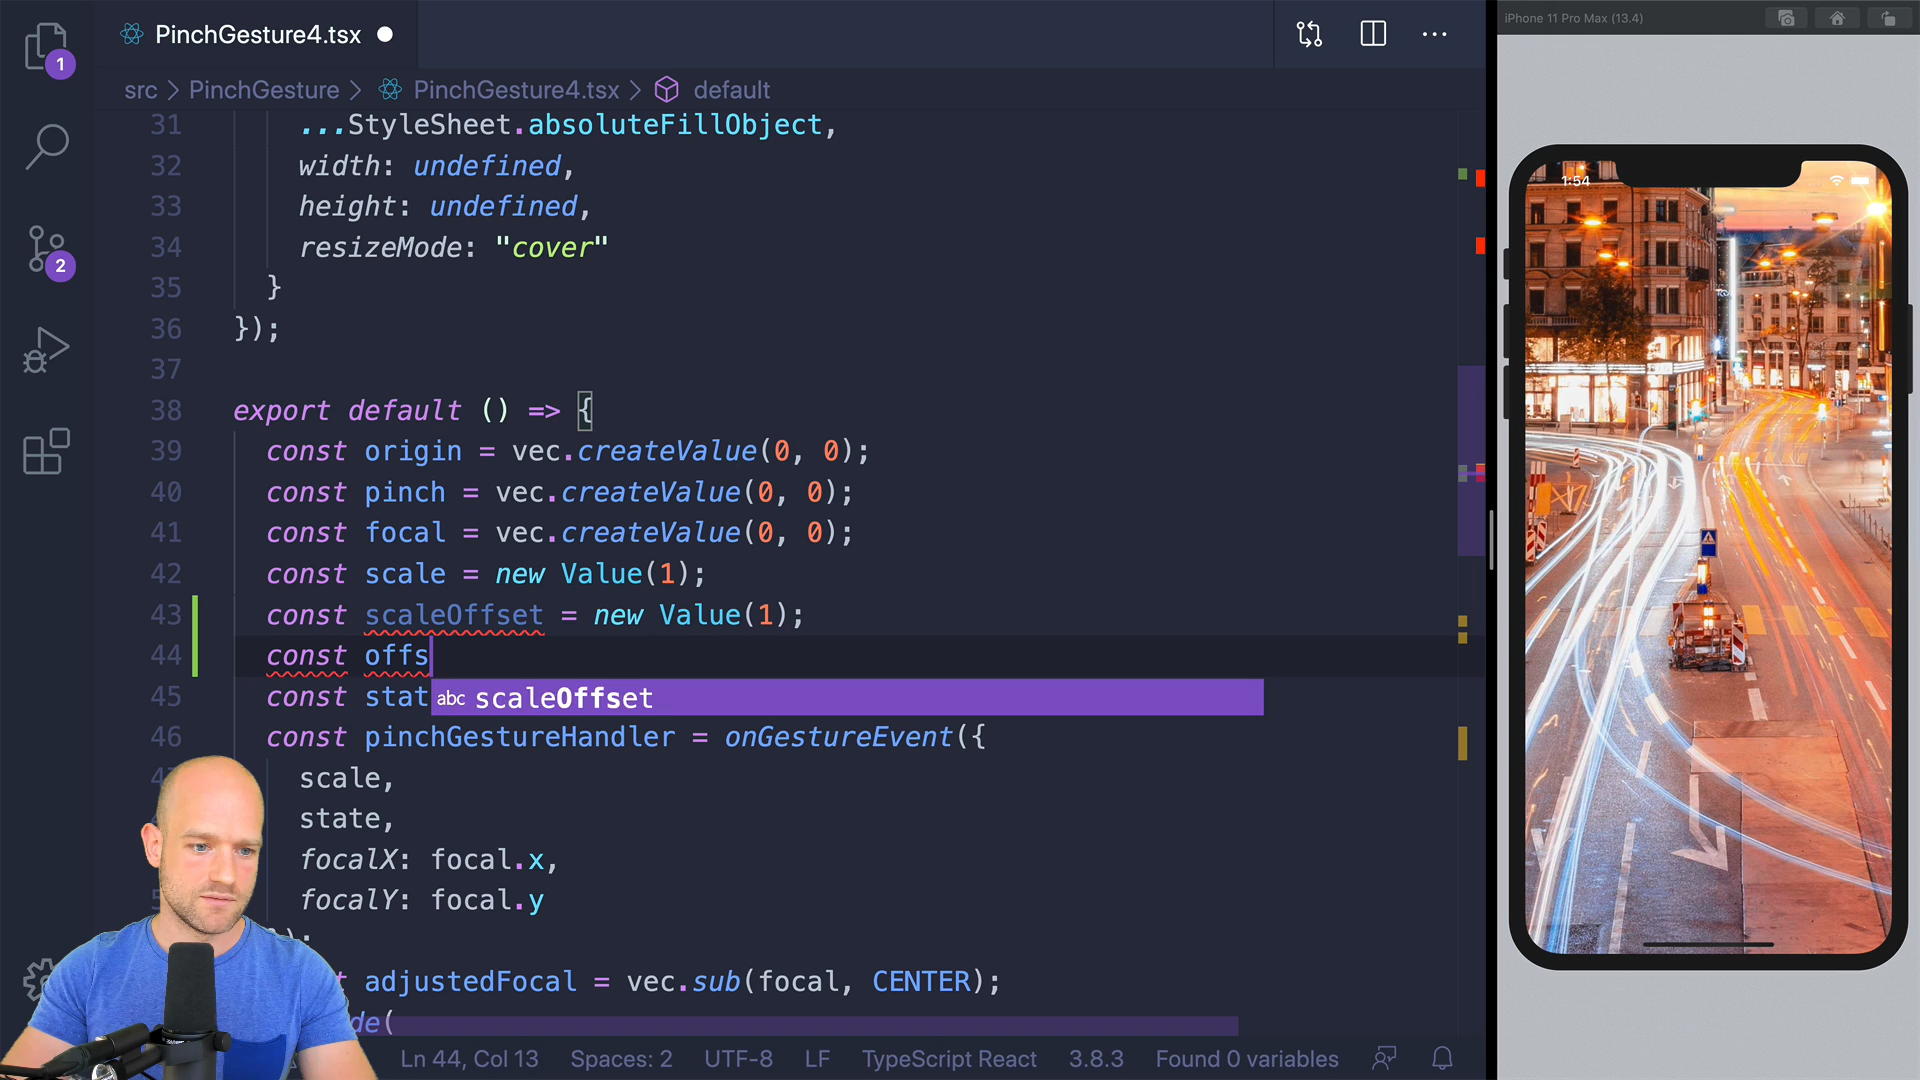 PinchGesture4.tsx
iPhone 11 Pro Max (13.4)
1
src > PinchGesture > PinchGesture4.tsx > default
31 ...StyleSheet.absoluteFillObject,
32 width: undefined,
33 height: undefined,
34 resizeMode: "cover"
35 }
36 });
37
38 export default () => {
39 const origin = vec.createValue(0, 0);
40 const pinch = vec.createValue(0, 0);
41 const focal = vec.createValue(0, 0);
42 const scale = new Value(1);
43 const scaleOffset = new Value(1);
44 const offs
45 const stat
abc scaleOffset
46 const pinchGestureHandler = onGestureEvent({
scale,
state,
focalX: focal.x,
focalY: focal.y
);
adjustedFocal = vec.sub(focal, CENTER);
de(
2
1:54
Ln 44, Col 13 Spaces: 2 UTF-8 LF TypeScript React 3.8.3 Found 0 variables